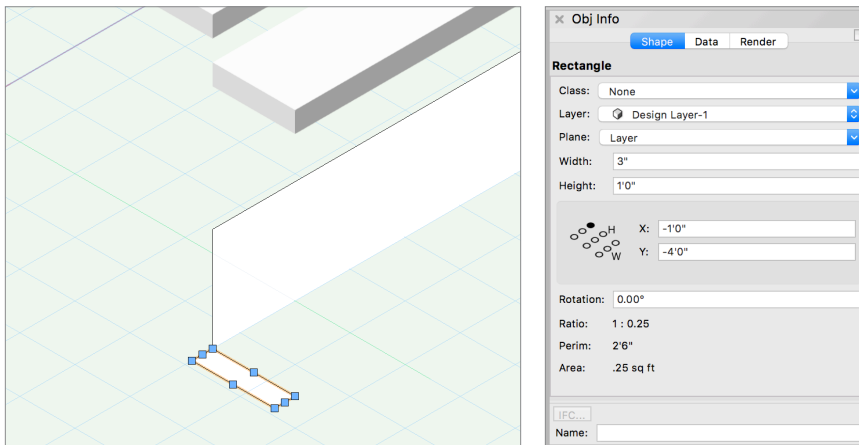 Obj Info
Shape Data Render
Rectangle
Class: None
Layer: Design Layer-1
Plane: Layer
Width: 3"
Height: 1'0"
H
W
X: -1'0"
Y: -4'0"
Rotation: 0.00°
Ratio: 1 : 0.25
Perim: 2'6"
Area: .25 sq ft
IFC...
Name: